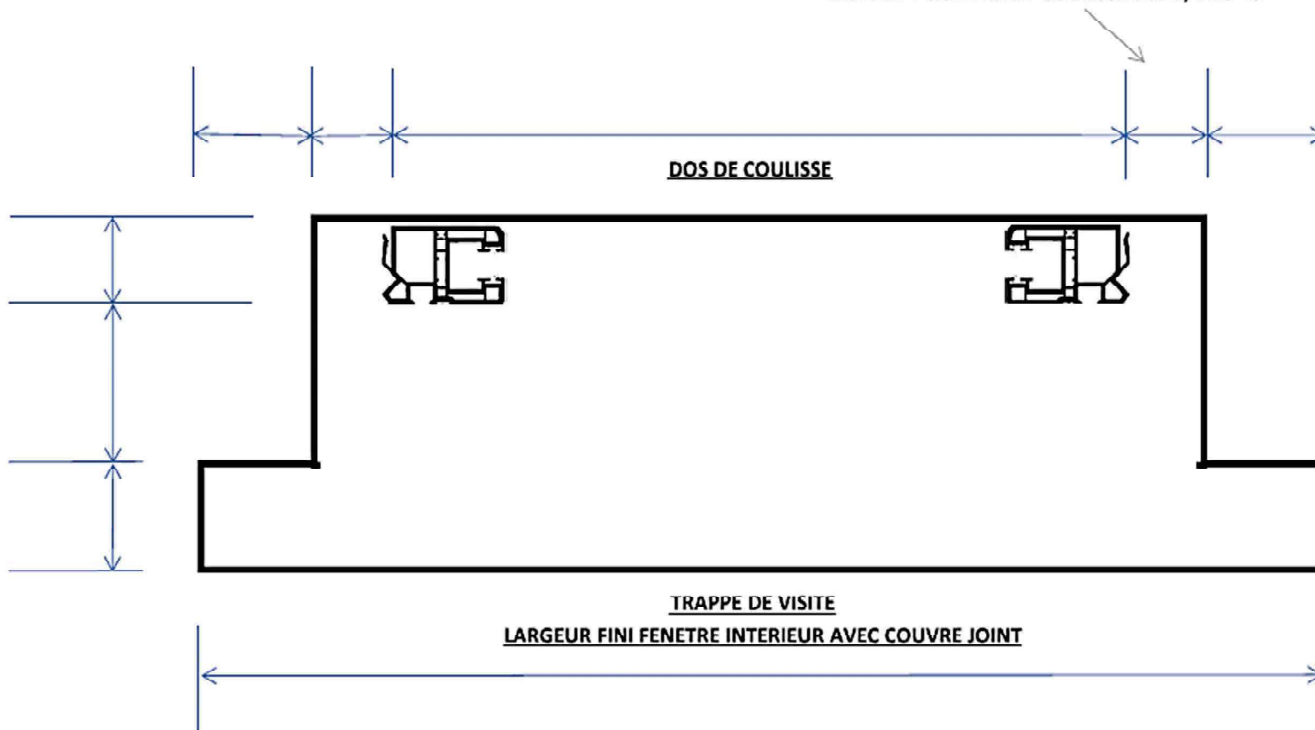 DOS DE COULISSE
TRAPPE DE VISITE
LARGEUR FINI FENETRE INTERIEUR AVEC COUVRE JOINT